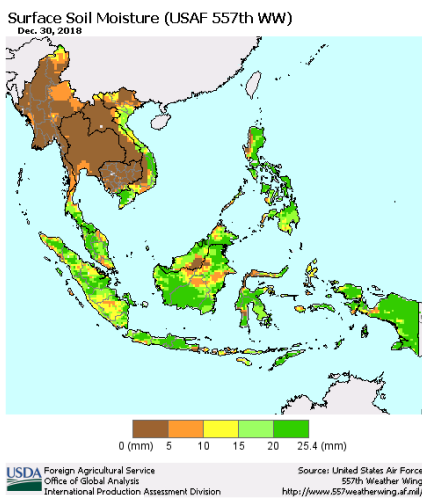 Surface Soil Moisture (USAF 557th WW)
Dec. 30, 2018
0 (mm) 5 10 15 20 25.4 (mm)
USDA Foreign Agricultural Service
Office of Global Analysis
International Production Assessment Division
Source: United States Air Force
557th Weather Wing
http://www.557weatherwing.af.mil/